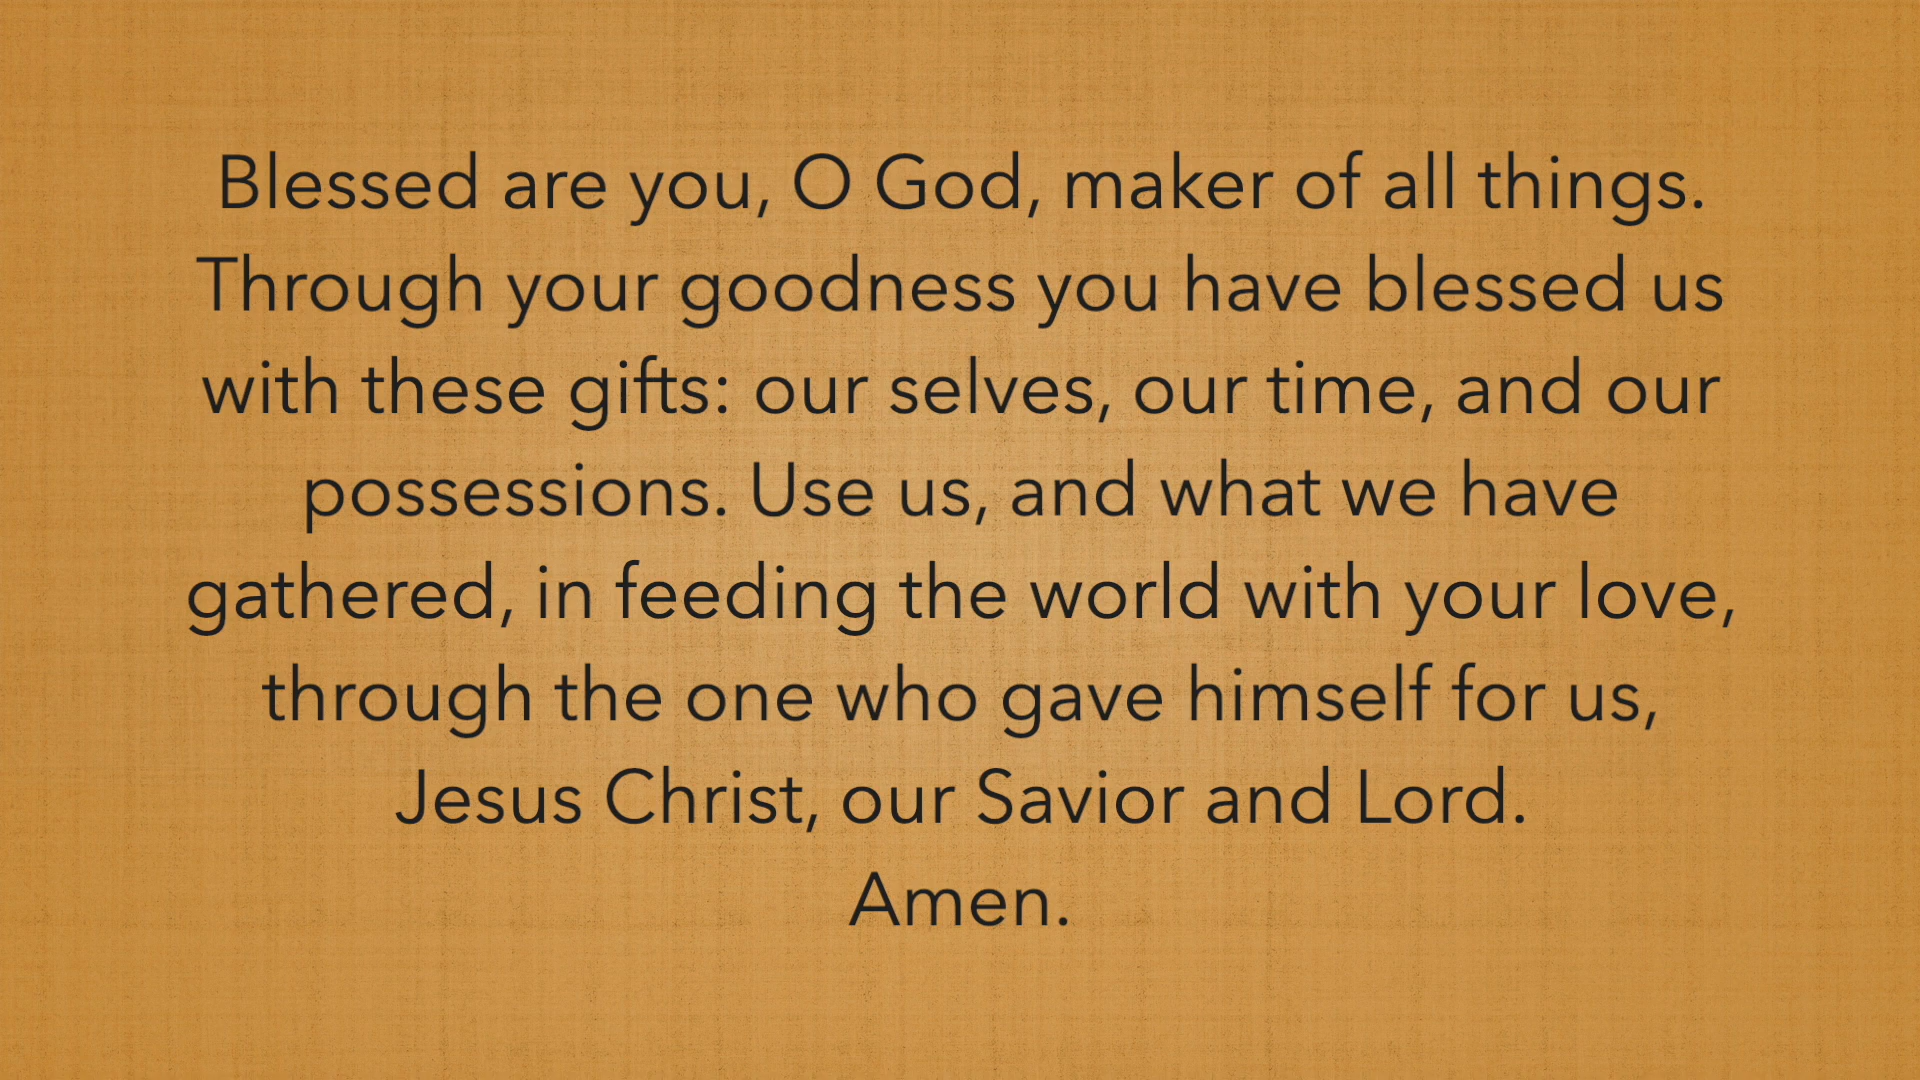 Blessed are you, O God, maker of all things.
Through your goodness you have blessed us
with these gifts: our selves, our time, and our
possessions. Use us, and what we have
gathered, in feeding the world with your love,
through the one who gave himself for us,
Jesus Christ, our Savior and Lord.
Amen.